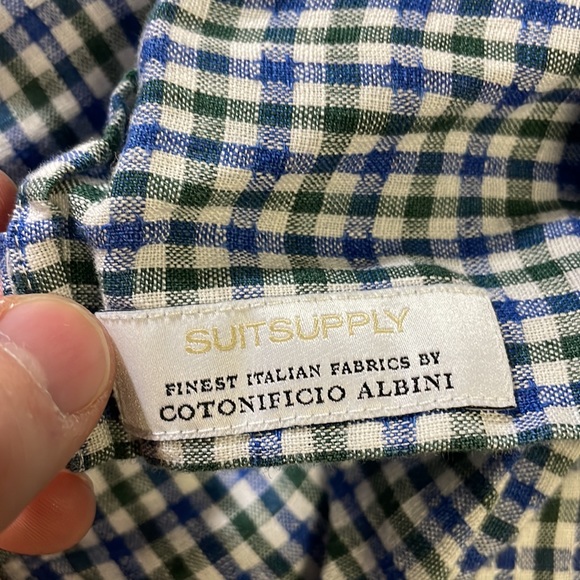 SUITSUPPLY
FINEST ITALIAN FABRICS BY
COTONIFICIO ALBINI